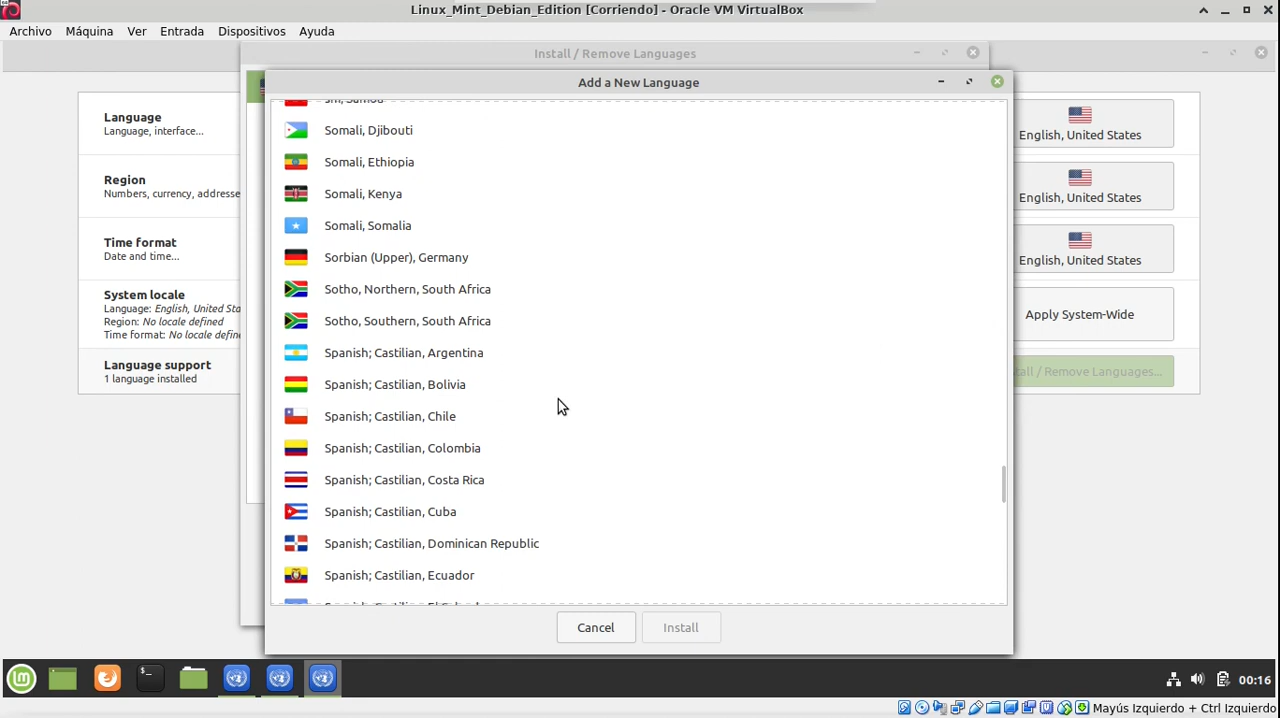 Linux_Mint_Debian_Edition [Corriendo] - Oracle VM VirtualBox
Archivo Máquina Ver Entrada Dispositivos Ayuda
Install / Remove Languages
Add a New Language
Language
Language, interface...
Region
Numbers, currency, addresse
Time format
Date and time...
System locale
Language: English, United Sta
Region: No locale defined
Time format: No locale define
Language support
1 language installed
Somali, Djibouti
Somali, Ethiopia
Somali, Kenya
Somali, Somalia
Sorbian (Upper), Germany
Sotho, Northern, South Africa
Sotho, Southern, South Africa
Spanish; Castilian, Argentina
Spanish; Castilian, Bolivia
Spanish; Castilian, Chile
Spanish; Castilian, Colombia
Spanish; Castilian, Costa Rica
Spanish; Castilian, Cuba
Spanish; Castilian, Dominican Republic
Spanish; Castilian, Ecuador
Cancel Install
English, United States
English, United States
English, United States
Apply System-Wide
tall / Remove Languages...
00:16
Mayús Izquierdo + Ctrl Izquierdo